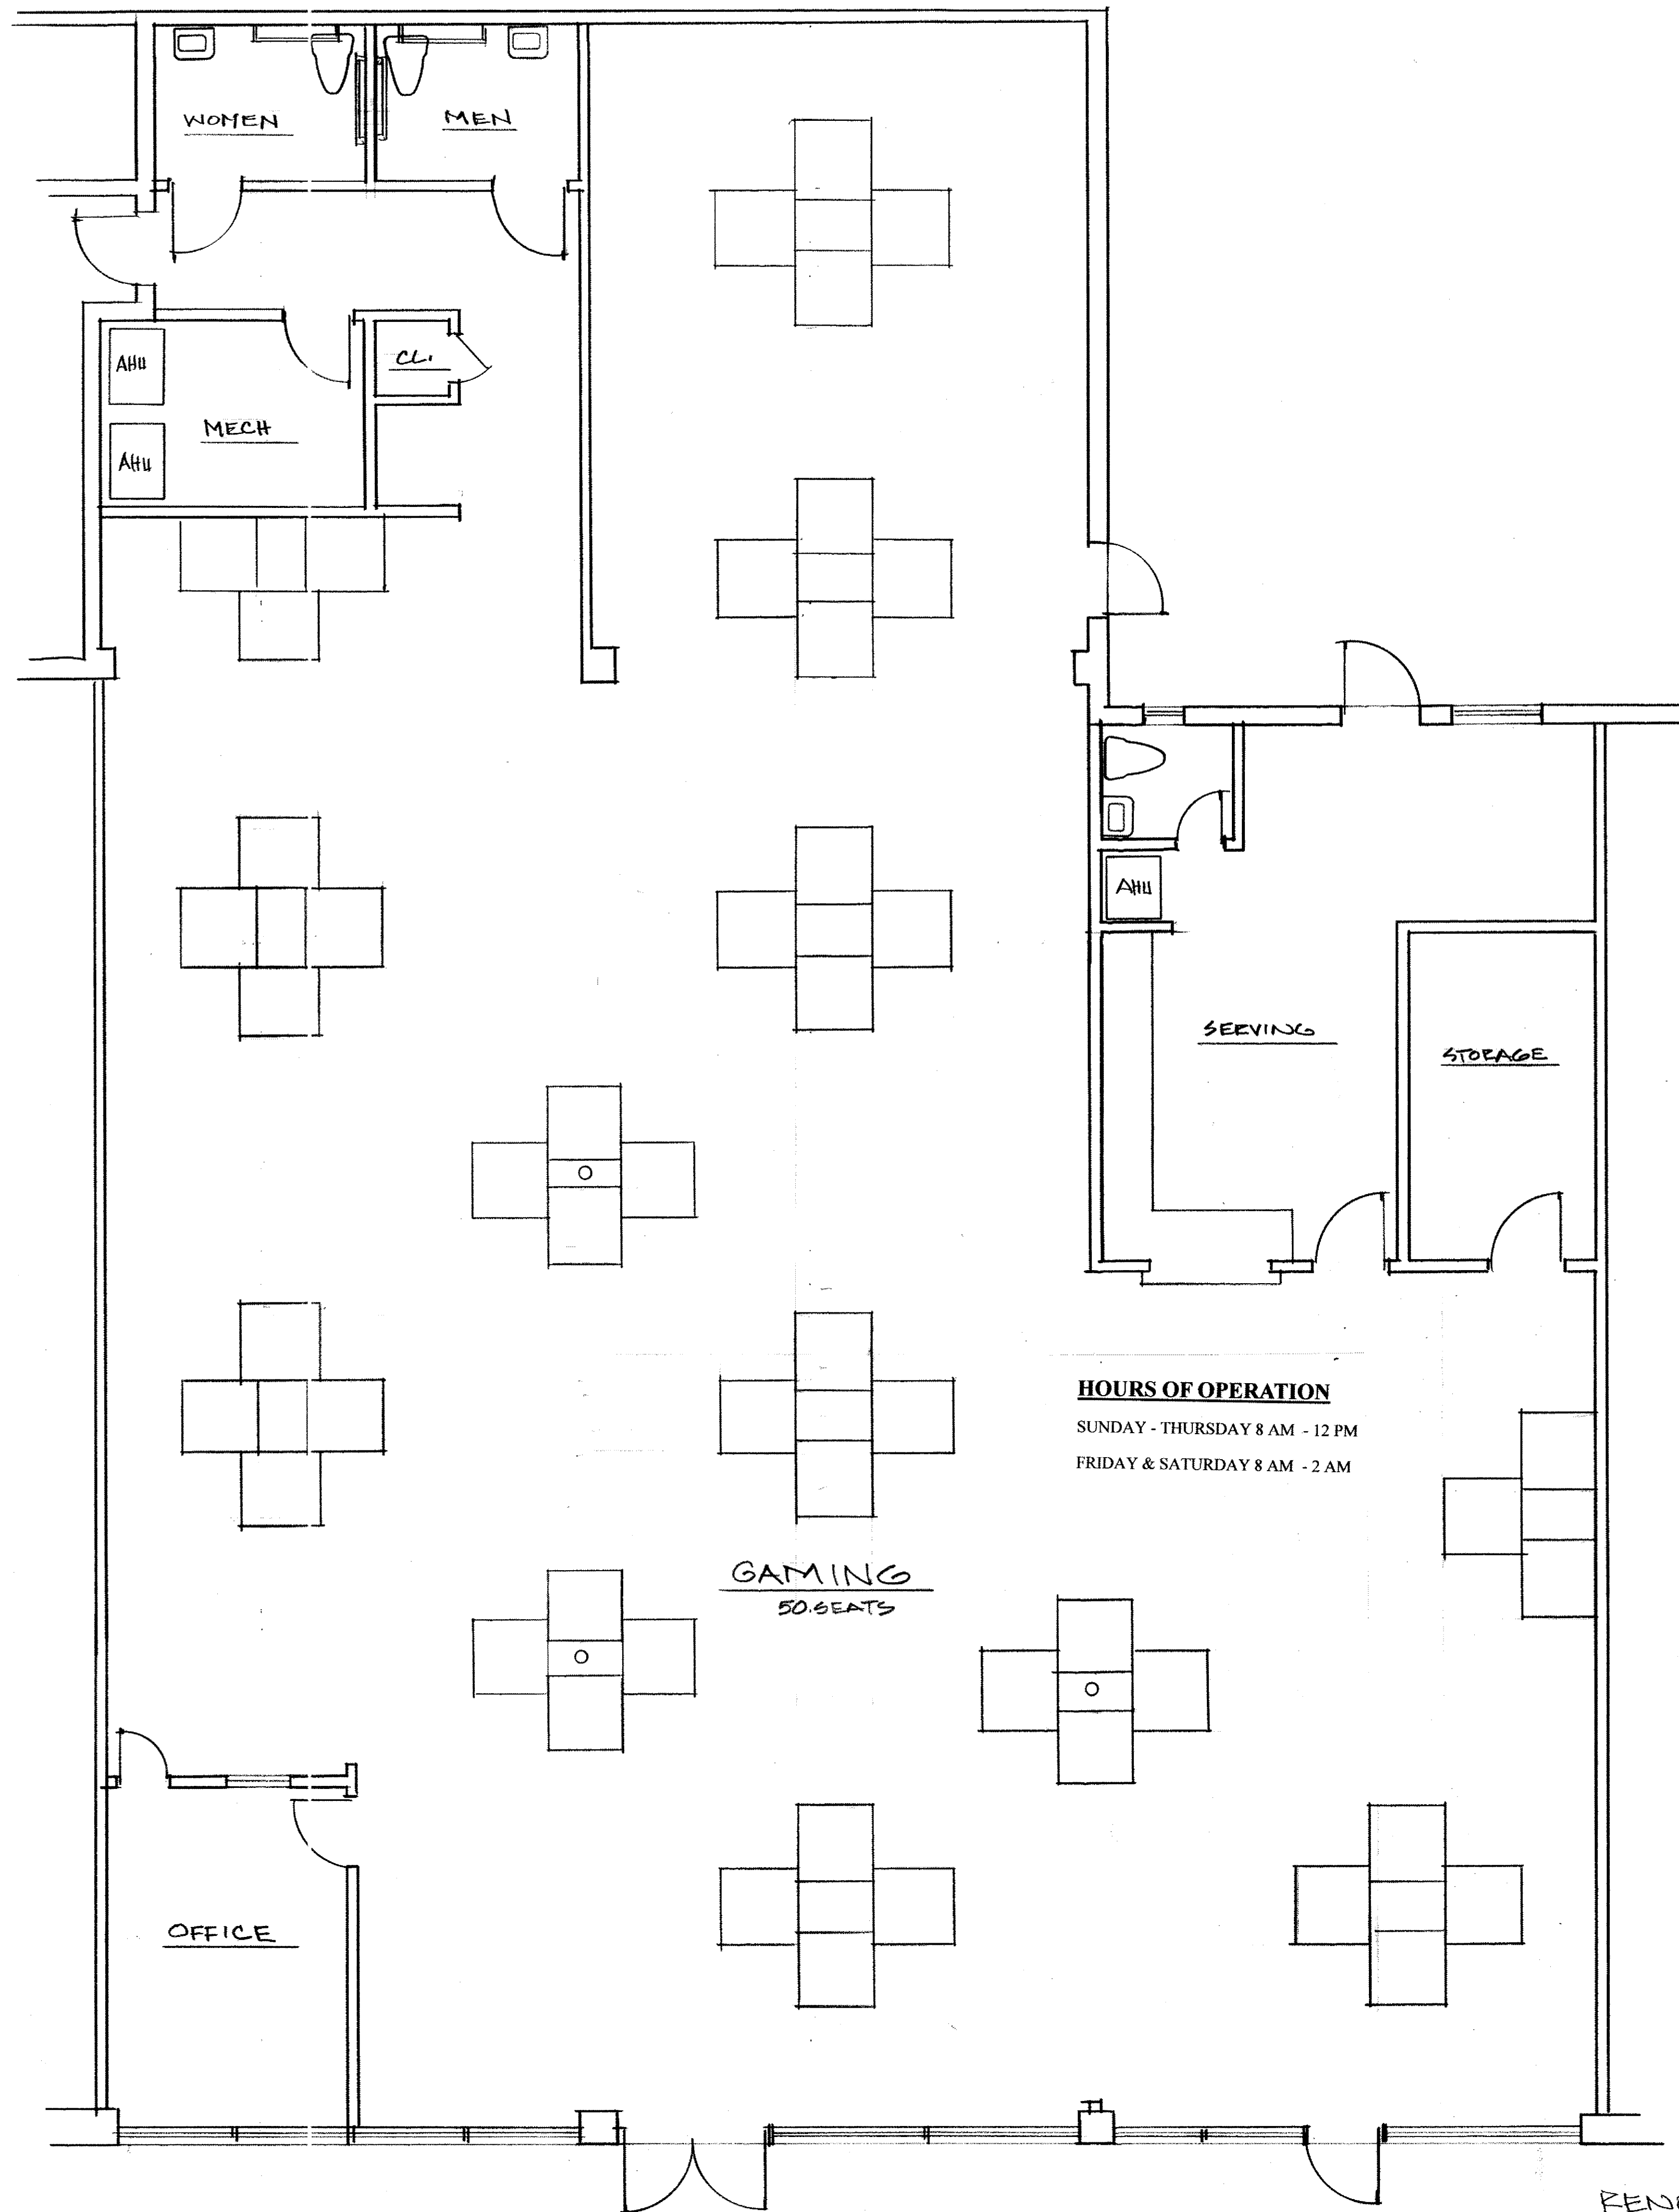 WOMEN
MEN
AHU
CL.
MECH
AHU
AHU
SERVING
STORAGE
HOURS OF OPERATION
SUNDAY - THURSDAY 8 AM - 12 PM
FRIDAY & SATURDAY 8 AM - 2 AM
GAMING
50.SEATS
OFFICE